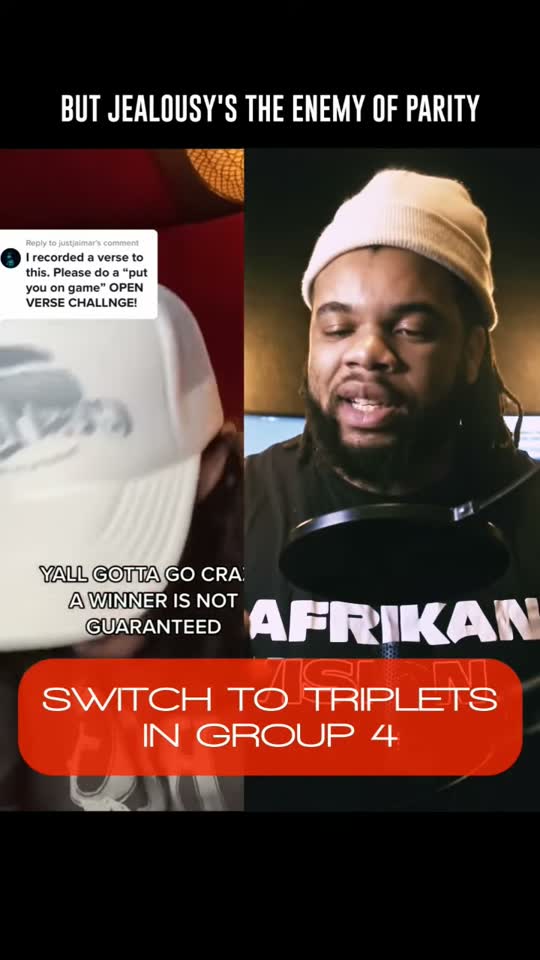 BUT JEALOUSY'S THE ENEMY OF PARITY
Reply to justjaimar's comment
I recorded a verse to
this. Please do a “put
you on game” OPEN
VERSE CHALLNGE!
YALL GOTTA GO CRA
A WINNER IS NOT
GUARANTEED
AFRIKAN
VISION
SWITCH TO TRIPLETS
IN GROUP 4